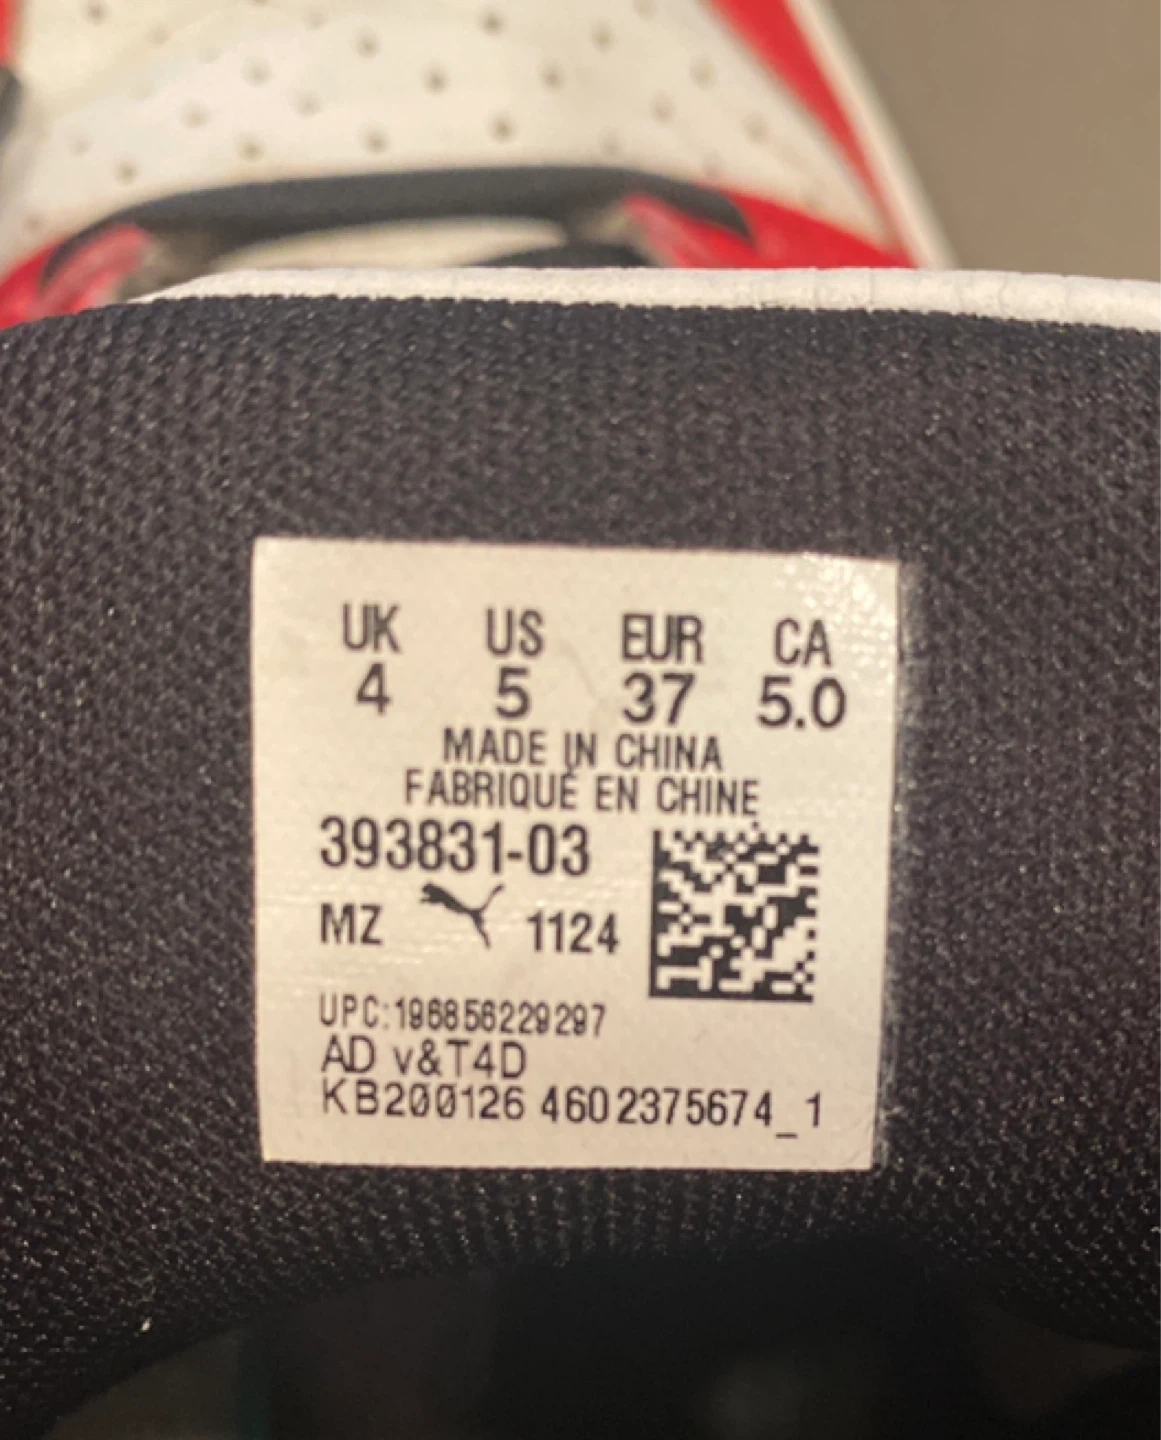 UK US EUR CA
4 5 37 5.0
MADE IN CHINA
FABRIQUÉ EN CHINE
393831-03
MZ 1124
UPC:196856229297
AD v&T4D
KB200126 4602375674_1